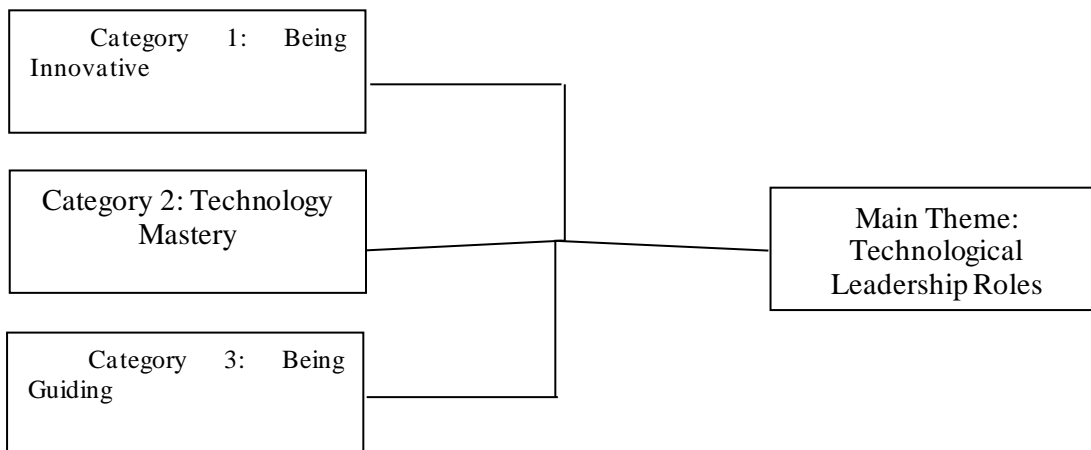 Category 1: Being
Innovative
Category 2: Technology
Mastery
Category 3: Being
Guiding
Main Theme:
Technological
Leadership Roles